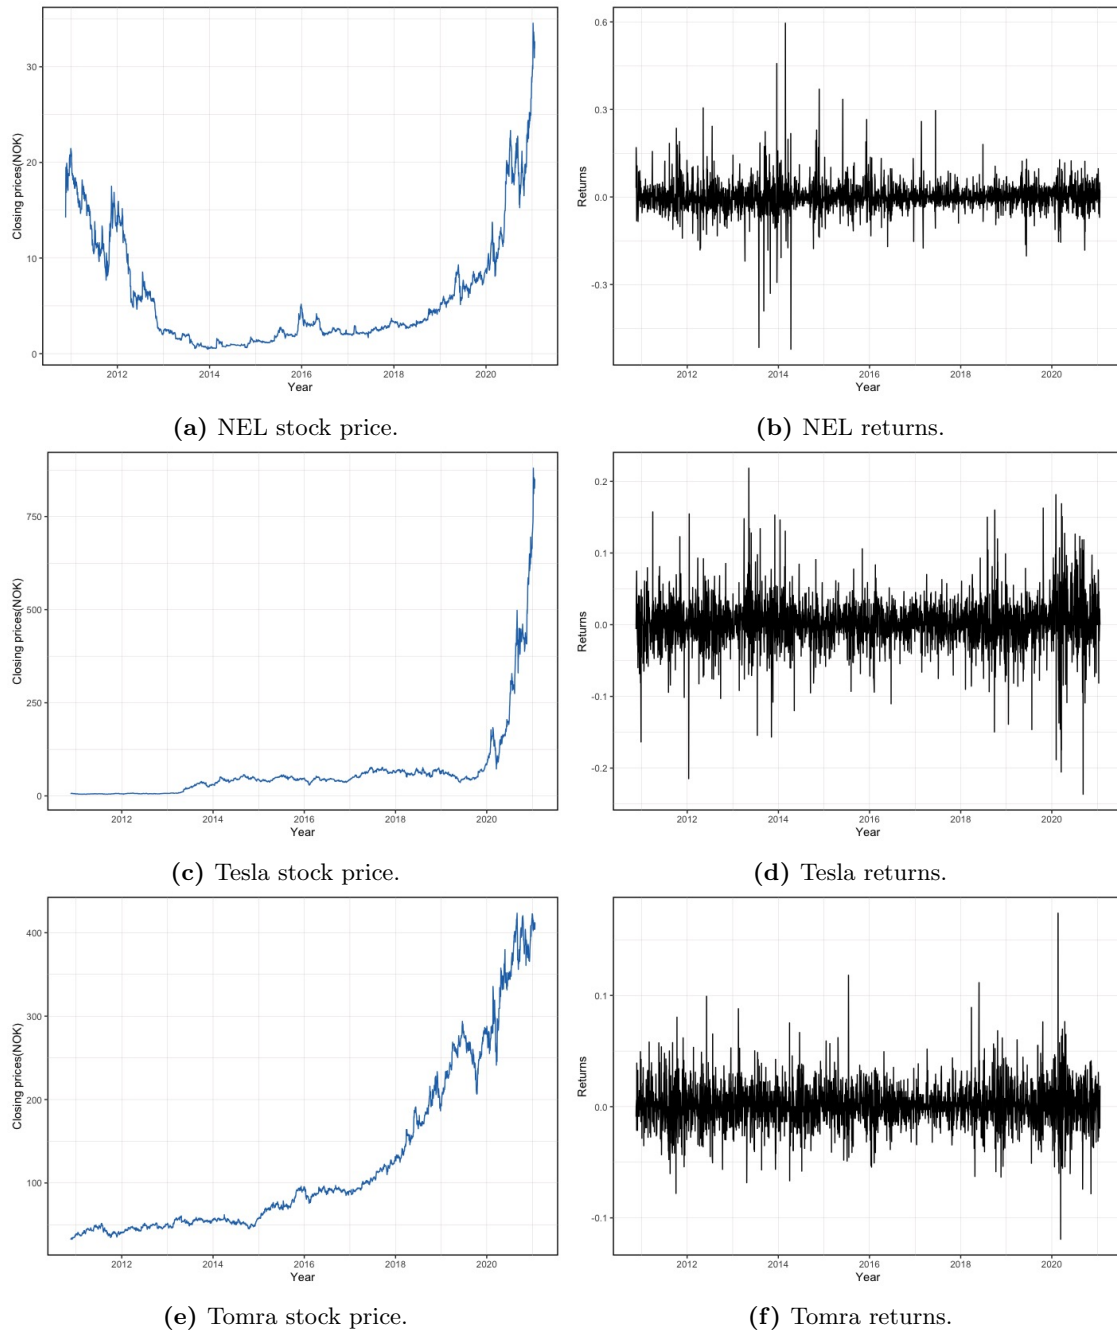 Closing prices(NOK)
30
20
10
0
2012 2014 2016 2018 2020
Year
(a) NEL stock price.
Returns
0.6
0.3
0.0
-0.3
2012 2014 2016 2018 2020
Year
(b) NEL returns.
Closing prices(NOK)
750
500
250
0
2012 2014 2016 2018 2020
Year
(c) Tesla stock price.
Returns
0.2
0.1
0.0
-0.1
-0.2
2012 2014 2016 2018 2020
Year
(d) Tesla returns.
Closing prices(NOK)
400
300
200
100
2012 2014 2016 2018 2020
Year
(e) Tomra stock price.
Returns
0.1
0.0
-0.1
2012 2014 2016 2018 2020
Year
(f) Tomra returns.